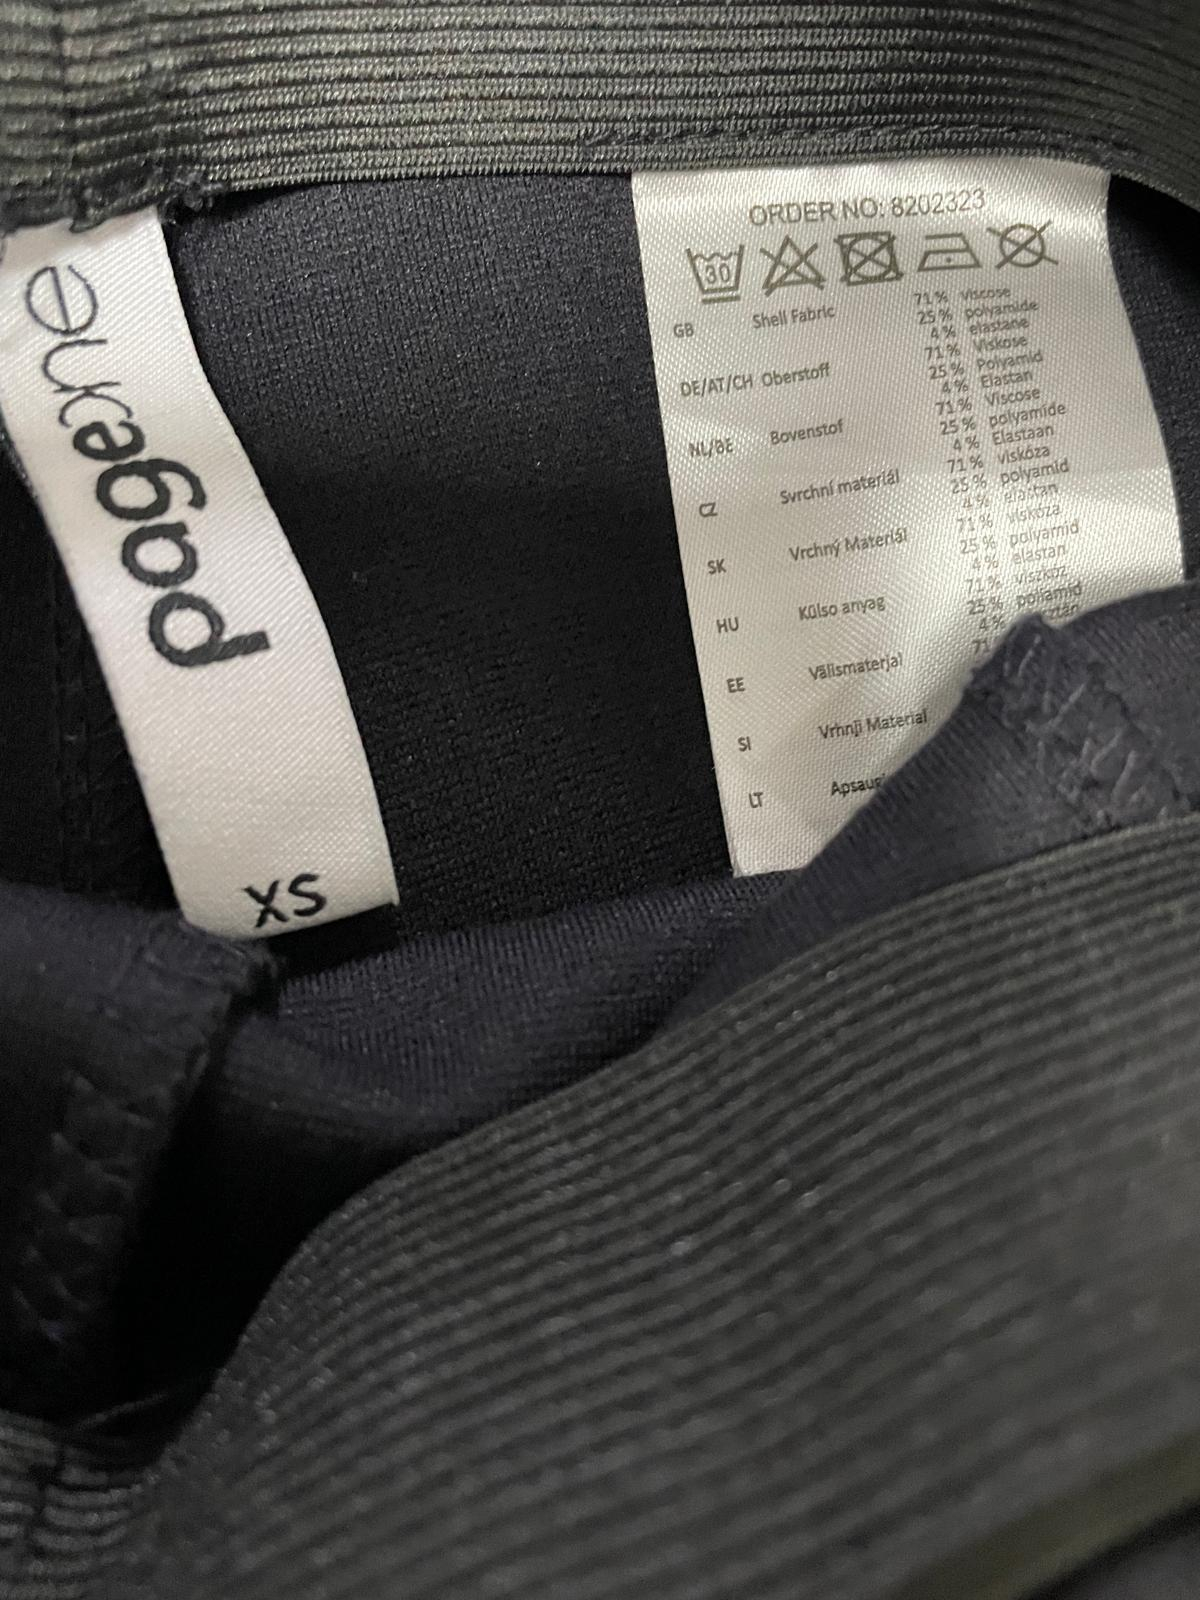 pageone
XS
ORDER NO: 8202323
30
GB Shell Fabric 71 % viscose
25 % polyamide
4 % elastane
DE/AT/CH Oberstoff 71 % Viskose
25 % Polyamid
4 % Elastan
NL/BE Bovenstof 71 % Viscose
25 % polyamide
4 % Elastaan
CZ Svrchní materiál 71 % viskóza
25 % polyamid
4 % elastan
SK Vrchný Materiál 71 % viskóza
25 % polyamid
4 % elastan
HU Külso anyag 71 % viszkóz
25 % poliamid
4 %
EE Välismaterjal 71
SI Vrhnji Material
LT